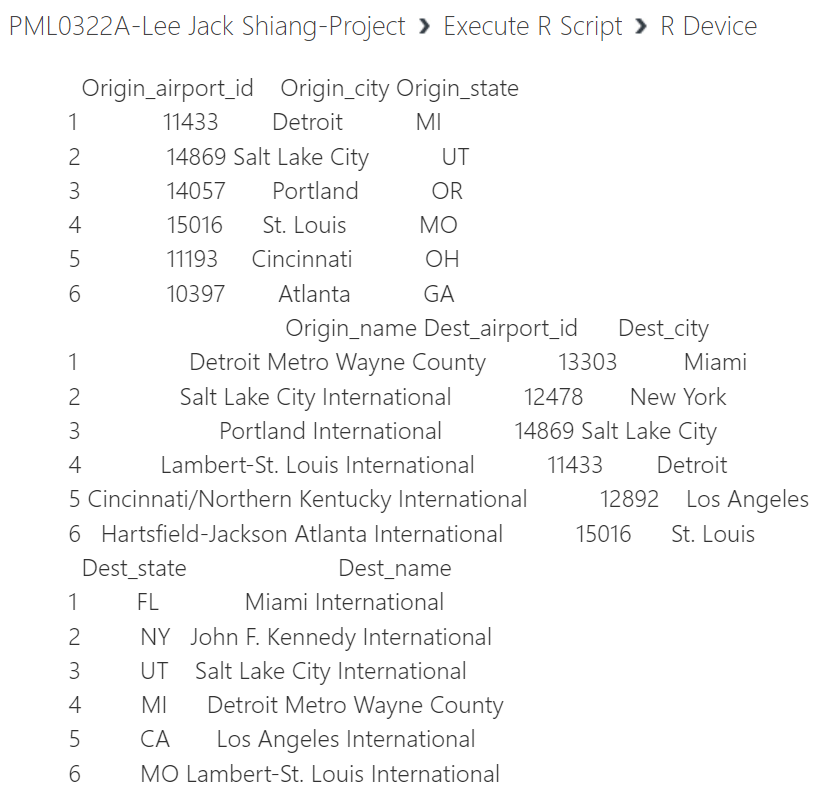 PML0322A-Lee Jack Shiang-Project › Execute R Script › R Device
Origin_airport_id Origin_city Origin_state
1 11433 Detroit MI
2 14869 Salt Lake City UT
3 14057 Portland OR
4 15016 St. Louis MO
5 11193 Cincinnati OH
6 10397 Atlanta GA
Origin_name Dest_airport_id Dest_city
1 Detroit Metro Wayne County 13303 Miami
2 Salt Lake City International 12478 New York
3 Portland International 14869 Salt Lake City
4 Lambert-St. Louis International 11433 Detroit
5 Cincinnati/Northern Kentucky International 12892 Los Angeles
6 Hartsfield-Jackson Atlanta International 15016 St. Louis
Dest_state Dest_name
1 FL Miami International
2 NY John F. Kennedy International
3 UT Salt Lake City International
4 MI Detroit Metro Wayne County
5 CA Los Angeles International
6 MO Lambert-St. Louis International